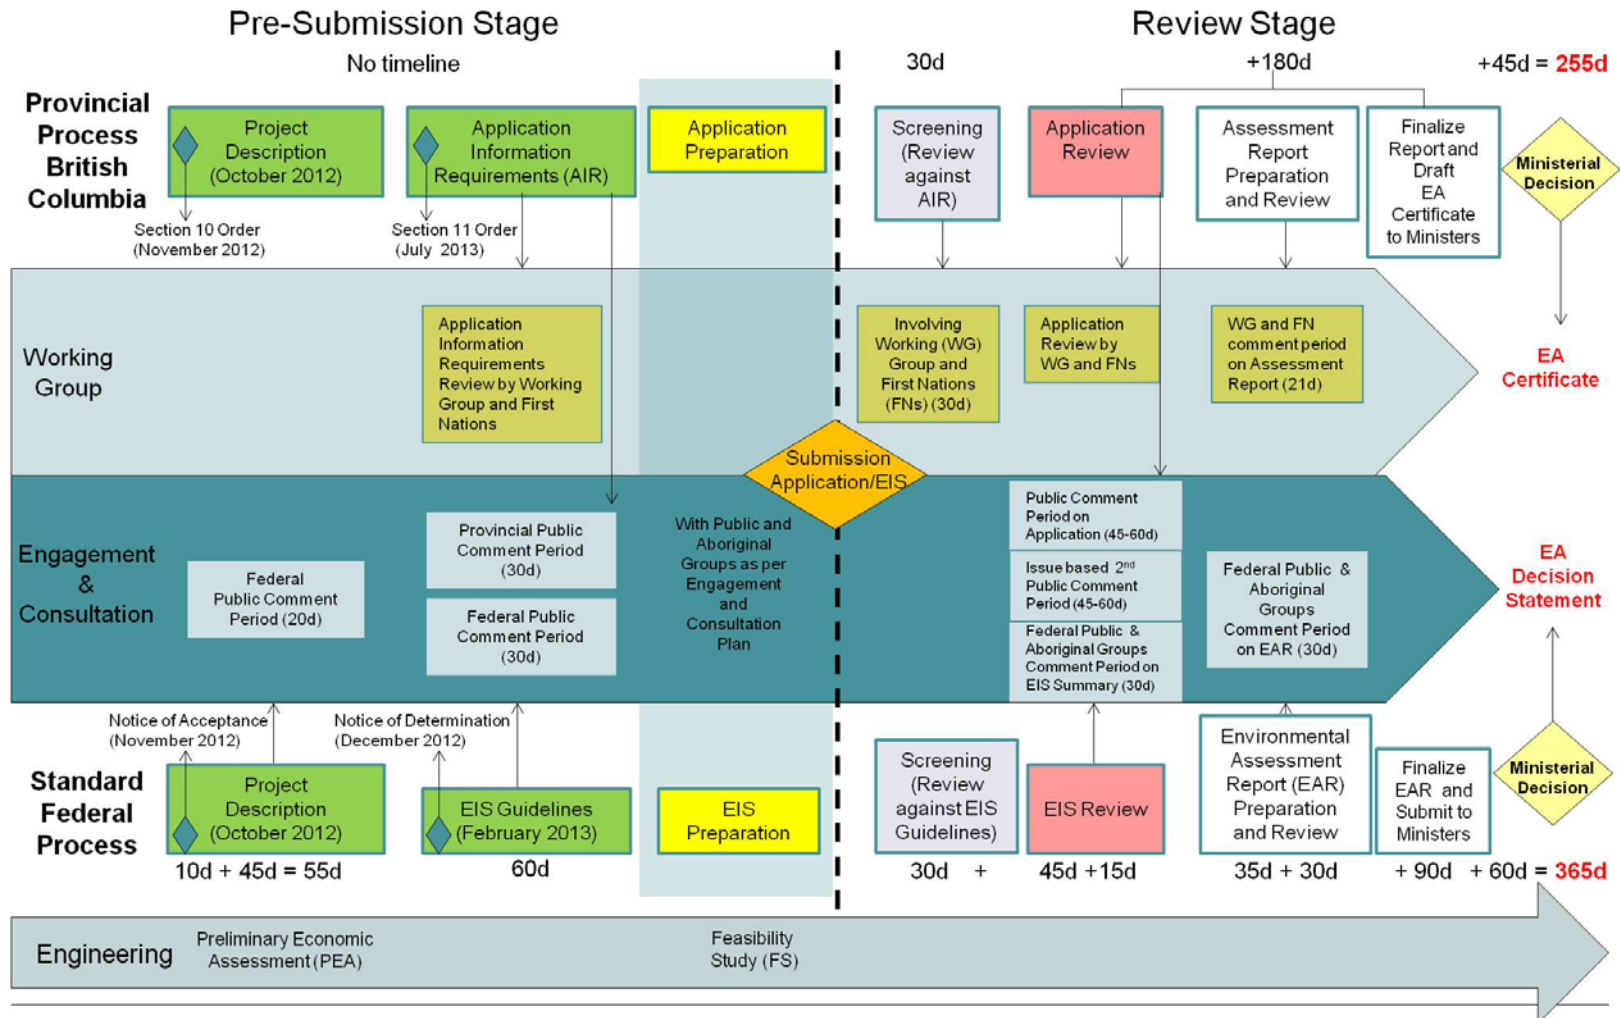 Pre-Submission Stage
Review Stage
No timeline
30d
+180d
+45d = 255d
Provincial
Process
British
Columbia
Project
Description
(October 2012)
Application
Information
Requirements (AIR)
Application
Preparation
Screening
(Review
against
AIR)
Application
Review
Assessment
Report
Preparation
and Review
Finalize
Report and
Draft
EA
Certificate
to Ministers
Ministerial
Decision
Section 10 Order
(November 2012)
Section 11 Order
(July 2013)
Working
Group
Application
Information
Requirements
Review by Working
Group and First
Nations
Involving
Working (WG)
Group and
First Nations
(FNs) (30d)
Application
Review by
WG and FNs
WG and FN
comment period
on Assessment
Report (21d)
EA
Certificate
Submission
Application/EIS
Engagement
&
Consultation
Federal
Public Comment
Period (20d)
Provincial Public
Comment Period
(30d)
Federal Public
Comment Period
(30d)
With Public and
Aboriginal
Groups as per
Engagement
and
Consultation
Plan
Public Comment
Period on
Application (45-60d)
Issue based 2nd
Public Comment
Period (45-60d)
Federal Public &
Aboriginal Groups
Comment Period on
EIS Summary (30d)
Federal Public &
Aboriginal
Groups
Comment Period
on EAR (30d)
EA
Decision
Statement
Notice of Acceptance
(November 2012)
Notice of Determination
(December 2012)
Standard
Federal
Process
Project
Description
(October 2012)
EIS Guidelines
(February 2013)
EIS
Preparation
Screening
(Review
against EIS
Guidelines)
EIS Review
Environmental
Assessment
Report (EAR)
Preparation
and Review
Finalize
EAR and
Submit to
Ministers
Ministerial
Decision
10d + 45d = 55d
60d
30d +
45d +15d
35d + 30d
+ 90d + 60d = 365d
Engineering
Preliminary Economic
Assessment (PEA)
Feasibility
Study (FS)